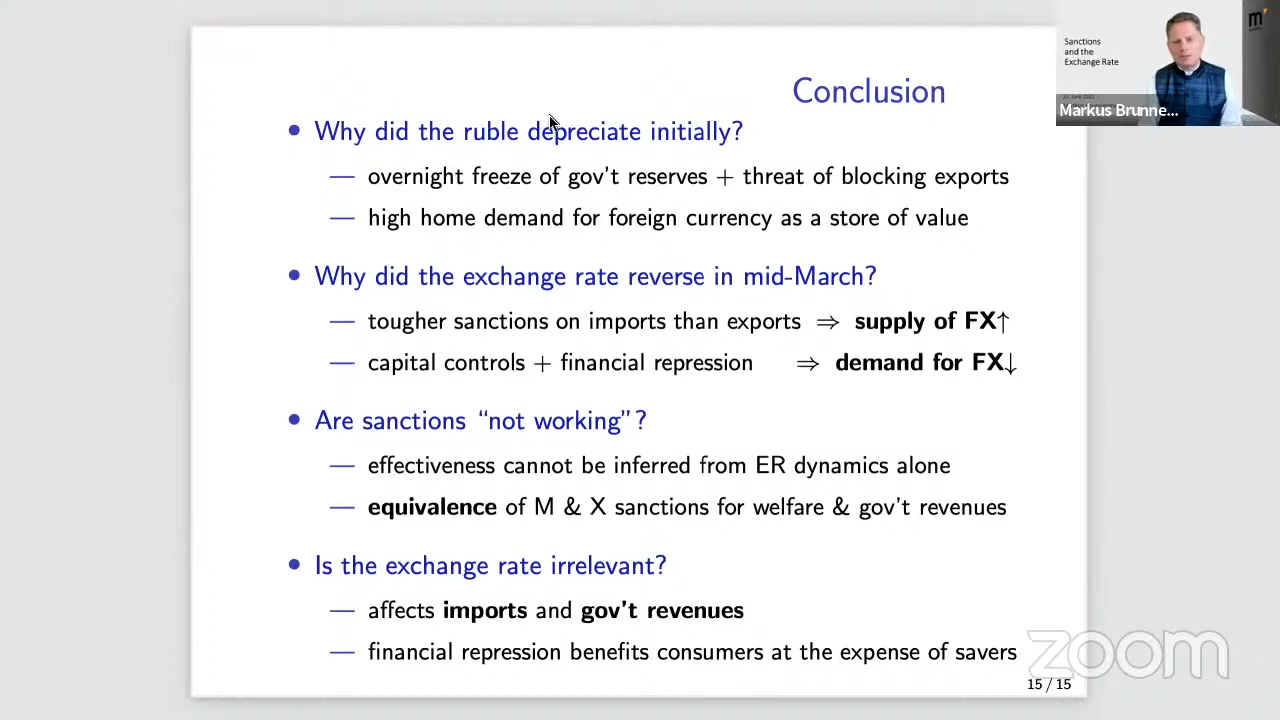 Conclusion
• Why did the ruble depreciate initially?
— overnight freeze of gov't reserves + threat of blocking exports
— high home demand for foreign currency as a store of value
• Why did the exchange rate reverse in mid-March?
— tougher sanctions on imports than exports ⇒ supply of FX↑
— capital controls + financial repression ⇒ demand for FX↓
• Are sanctions “not working”?
— effectiveness cannot be inferred from ER dynamics alone
— equivalence of M & X sanctions for welfare & gov't revenues
• Is the exchange rate irrelevant?
— affects imports and gov't revenues
— financial repression benefits consumers at the expense of savers
15 / 15
Sanctions
and the
Exchange Rate
Markus Brunne...
m
zoom